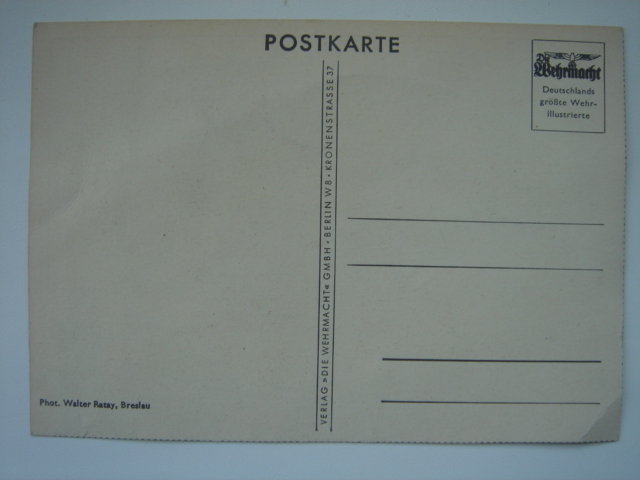 POSTKARTE
Die
Wehrmacht
Deutschlands
größte Wehr-
illustrierte
VERLAG »DIE WEHRMACHT« GMBH · BERLIN W 8 · KRONENSTRASSE 37
Phot. Walter Ratay, Breslau